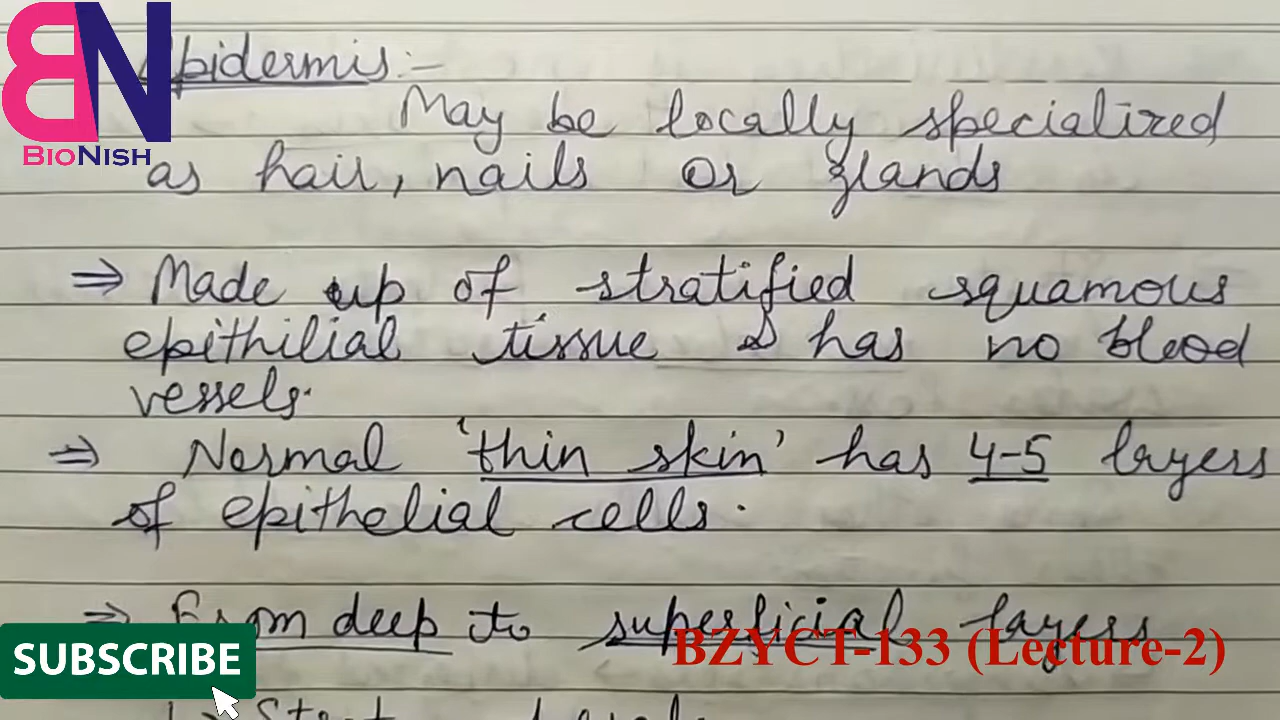 BN
BIONISH
Epidermis:-
May be locally specialized
as hair, nails or glands
⇒ Made up of stratified squamous
epithilial tissue & has no blood
vessels.
⇒ Normal 'thin skin' has 4-5 layers
of epithelial cells.
⇒ From deep to superficial layers
BZYCT-133 (Lecture-2)
SUBSCRIBE